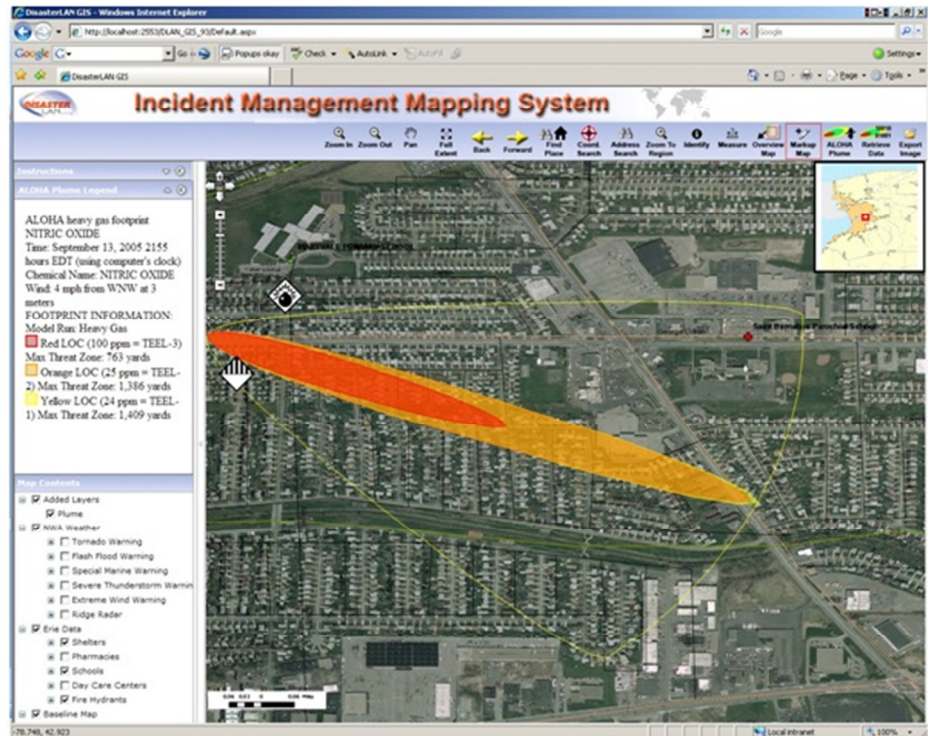 DisasterLAN GIS - Windows Internet Explorer
http://localhost:2553/DLAN_GIS_93/Default.aspx
Google
Google
Go
Popups okay
Check
AutoLink
AutoFill
Settings
DisasterLAN GIS
Page
Tools
DISASTER
LAN
Incident Management Mapping System
Zoom In
Zoom Out
Pan
Full Extent
Back
Forward
Find Place
Coord. Search
Address Search
Zoom To Region
Identify
Measure
Overview Map
Markup Map
ALOHA Plume
Retrieve Data
Export Image
Instructions
ALOHA Plume Legend
ALOHA heavy gas footprint
NITRIC OXIDE
Time: September 13, 2005 2155
hours EDT (using computer's clock)
Chemical Name: NITRIC OXIDE
Wind: 4 mph from WNW at 3
meters
FOOTPRINT INFORMATION:
Model Run: Heavy Gas
Red LOC (100 ppm = TEEL-3)
Max Threat Zone: 763 yards
Orange LOC (25 ppm = TEEL-
2) Max Threat Zone: 1,386 yards
Yellow LOC (24 ppm = TEEL-
1) Max Threat Zone: 1,409 yards
Map Contents
Added Layers
Plume
NWA Weather
Tornado Warning
Flash Flood Warning
Special Marine Warning
Severe Thunderstorm Warnin
Extreme Wind Warning
Ridge Radar
Erie Data
Shelters
Pharmacies
Schools
Day Care Centers
Fire Hydrants
Baseline Map
PRIMARY SCHOOL
Parochial School
-78.748, 42.923
Local intranet
100%